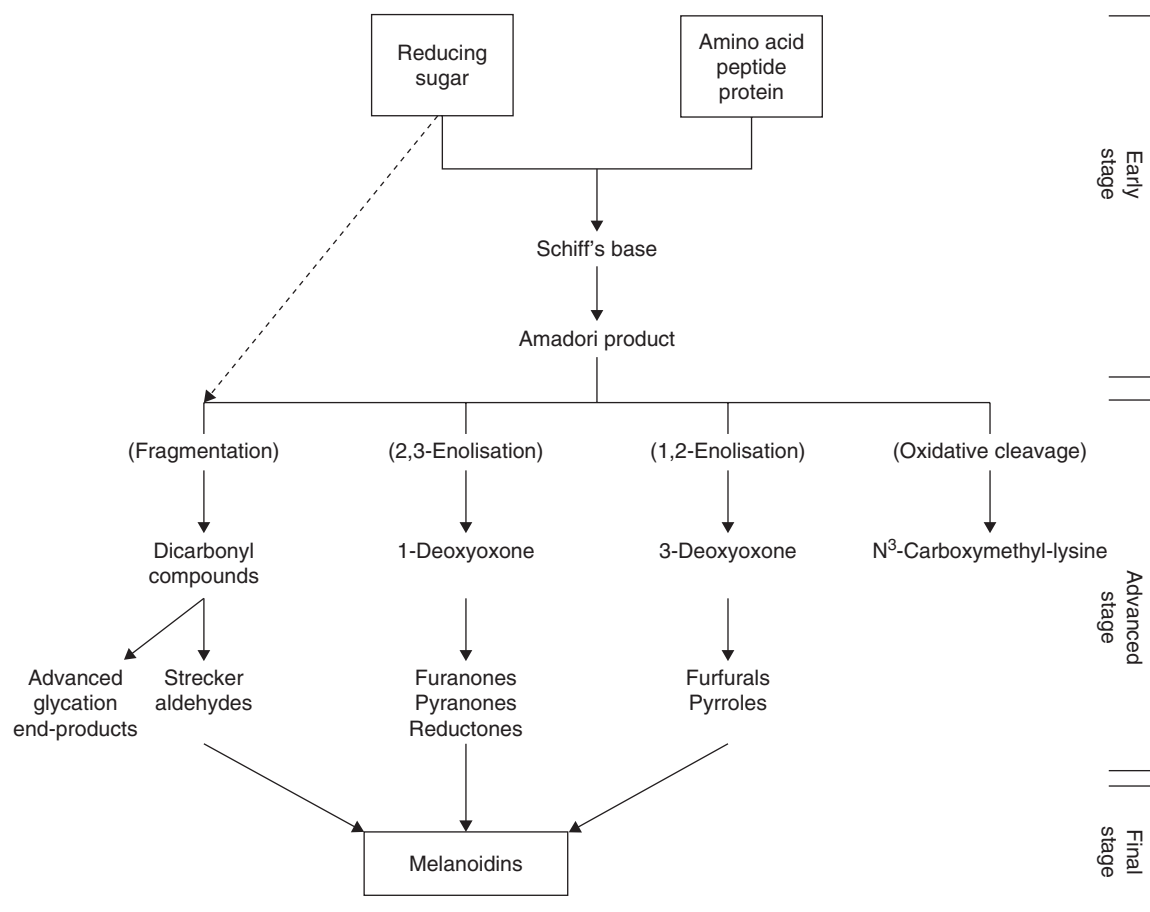 Reducing
sugar
Amino acid
peptide
protein
Early
stage
Schiff's base
Amadori product
(Fragmentation)
(2,3-Enolisation)
(1,2-Enolisation)
(Oxidative cleavage)
Dicarbonyl
compounds
1-Deoxyoxone
3-Deoxyoxone
N³-Carboxymethyl-lysine
Advanced
stage
Advanced
glycation
end-products
Strecker
aldehydes
Furanones
Pyranones
Reductones
Furfurals
Pyrroles
Melanoidins
Final
stage